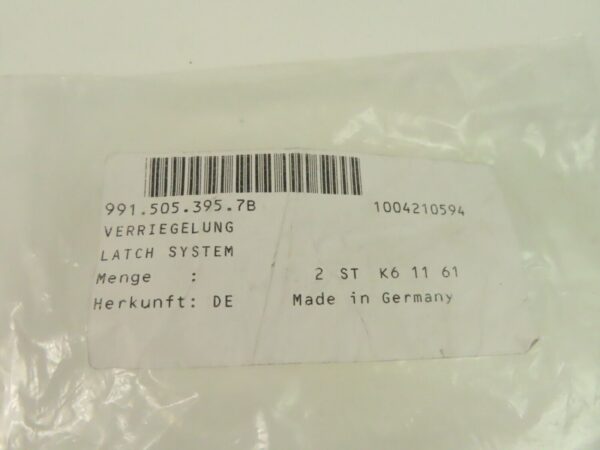 991.505.395.7B 1004210594
VERRIEGELUNG
LATCH SYSTEM
Menge : 2 ST K6 11 61
Herkunft: DE Made in Germany